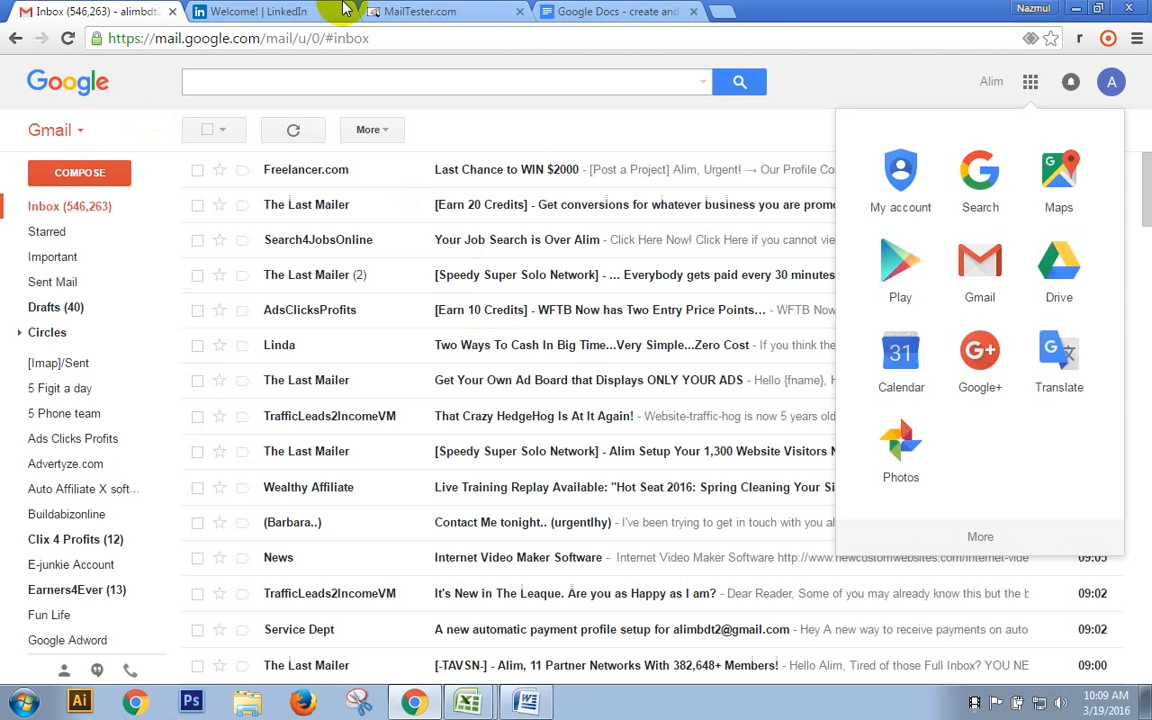 Inbox (546,263) - alimbdt
Welcome! | LinkedIn
MailTester.com
Google Docs - create and
Nazmul
https://mail.google.com/mail/u/0/#inbox
Google
Alim
A
Gmail
More
COMPOSE
Inbox (546,263)
Starred
Important
Sent Mail
Drafts (40)
Circles
[Imap]/Sent
5 Figit a day
5 Phone team
Ads Clicks Profits
Advertyze.com
Auto Affiliate X soft...
Buildabizonline
Clix 4 Profits (12)
E-junkie Account
Earners4Ever (13)
Fun Life
Google Adword
Freelancer.com Last Chance to WIN $2000 - [Post a Project] Alim, Urgent! → Our Profile Co
The Last Mailer [Earn 20 Credits] - Get conversions for whatever business you are promo
Search4JobsOnline Your Job Search is Over Alim - Click Here Now! Click Here if you cannot vie
The Last Mailer (2) [Speedy Super Solo Network] - ... Everybody gets paid every 30 minutes
AdsClicksProfits [Earn 10 Credits] - WFTB Now has Two Entry Price Points… - WFTB No
Linda Two Ways To Cash In Big Time...Very Simple...Zero Cost - If you think the
The Last Mailer Get Your Own Ad Board that Displays ONLY YOUR ADS - Hello {fname}, H
TrafficLeads2IncomeVM That Crazy HedgeHog Is At It Again! - Website-traffic-hog is now 5 years old
The Last Mailer [Speedy Super Solo Network] - Alim Setup Your 1,300 Website Visitors N
Wealthy Affiliate Live Training Replay Available: "Hot Seat 2016: Spring Cleaning Your Si
(Barbara..) Contact Me tonight.. (urgentlhy) - I've been trying to get in touch with you al
News Internet Video Maker Software - Internet Video Maker Software http://www.newcustomwebsites.com/internet-vide 09:05
TrafficLeads2IncomeVM It's New in The Leaque. Are you as Happy as I am? - Dear Reader, Some of you may already know this but the b 09:02
Service Dept A new automatic payment profile setup for alimbdt2@gmail.com - Hey A new way to receive payments on auto 09:02
The Last Mailer [-TAVSN-] - Alim, 11 Partner Networks With 382,648+ Members! - Hello Alim, Tired of those Full Inbox? YOU NE 09:00
My account
Search
Maps
Play
Gmail
Drive
31
Calendar
G+
Google+
Translate
Photos
More
Ai
Ps
10:09 AM
3/19/2016